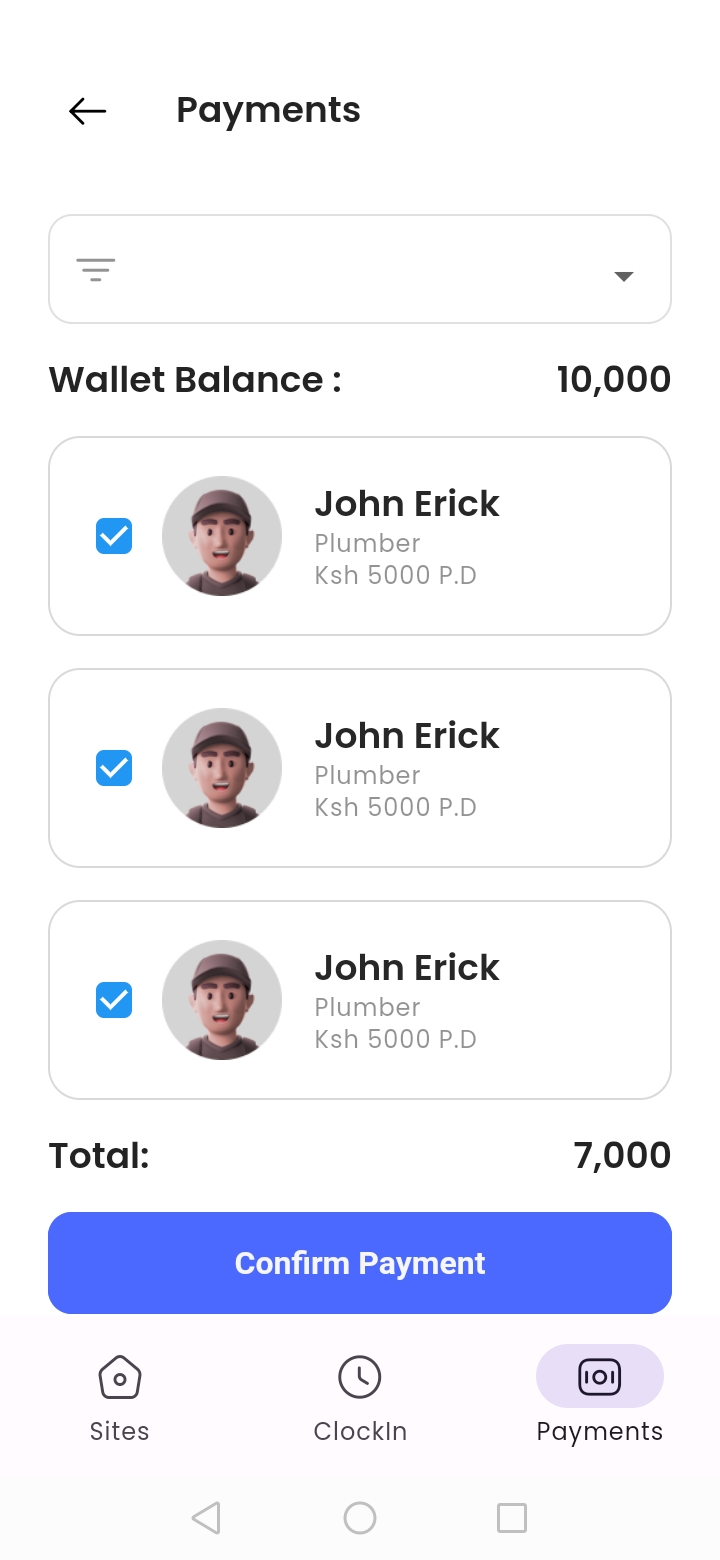 Payments
Wallet Balance : 10,000
John Erick
Plumber
Ksh 5000 P.D
John Erick
Plumber
Ksh 5000 P.D
John Erick
Plumber
Ksh 5000 P.D
Total: 7,000
Confirm Payment
Sites ClockIn Payments